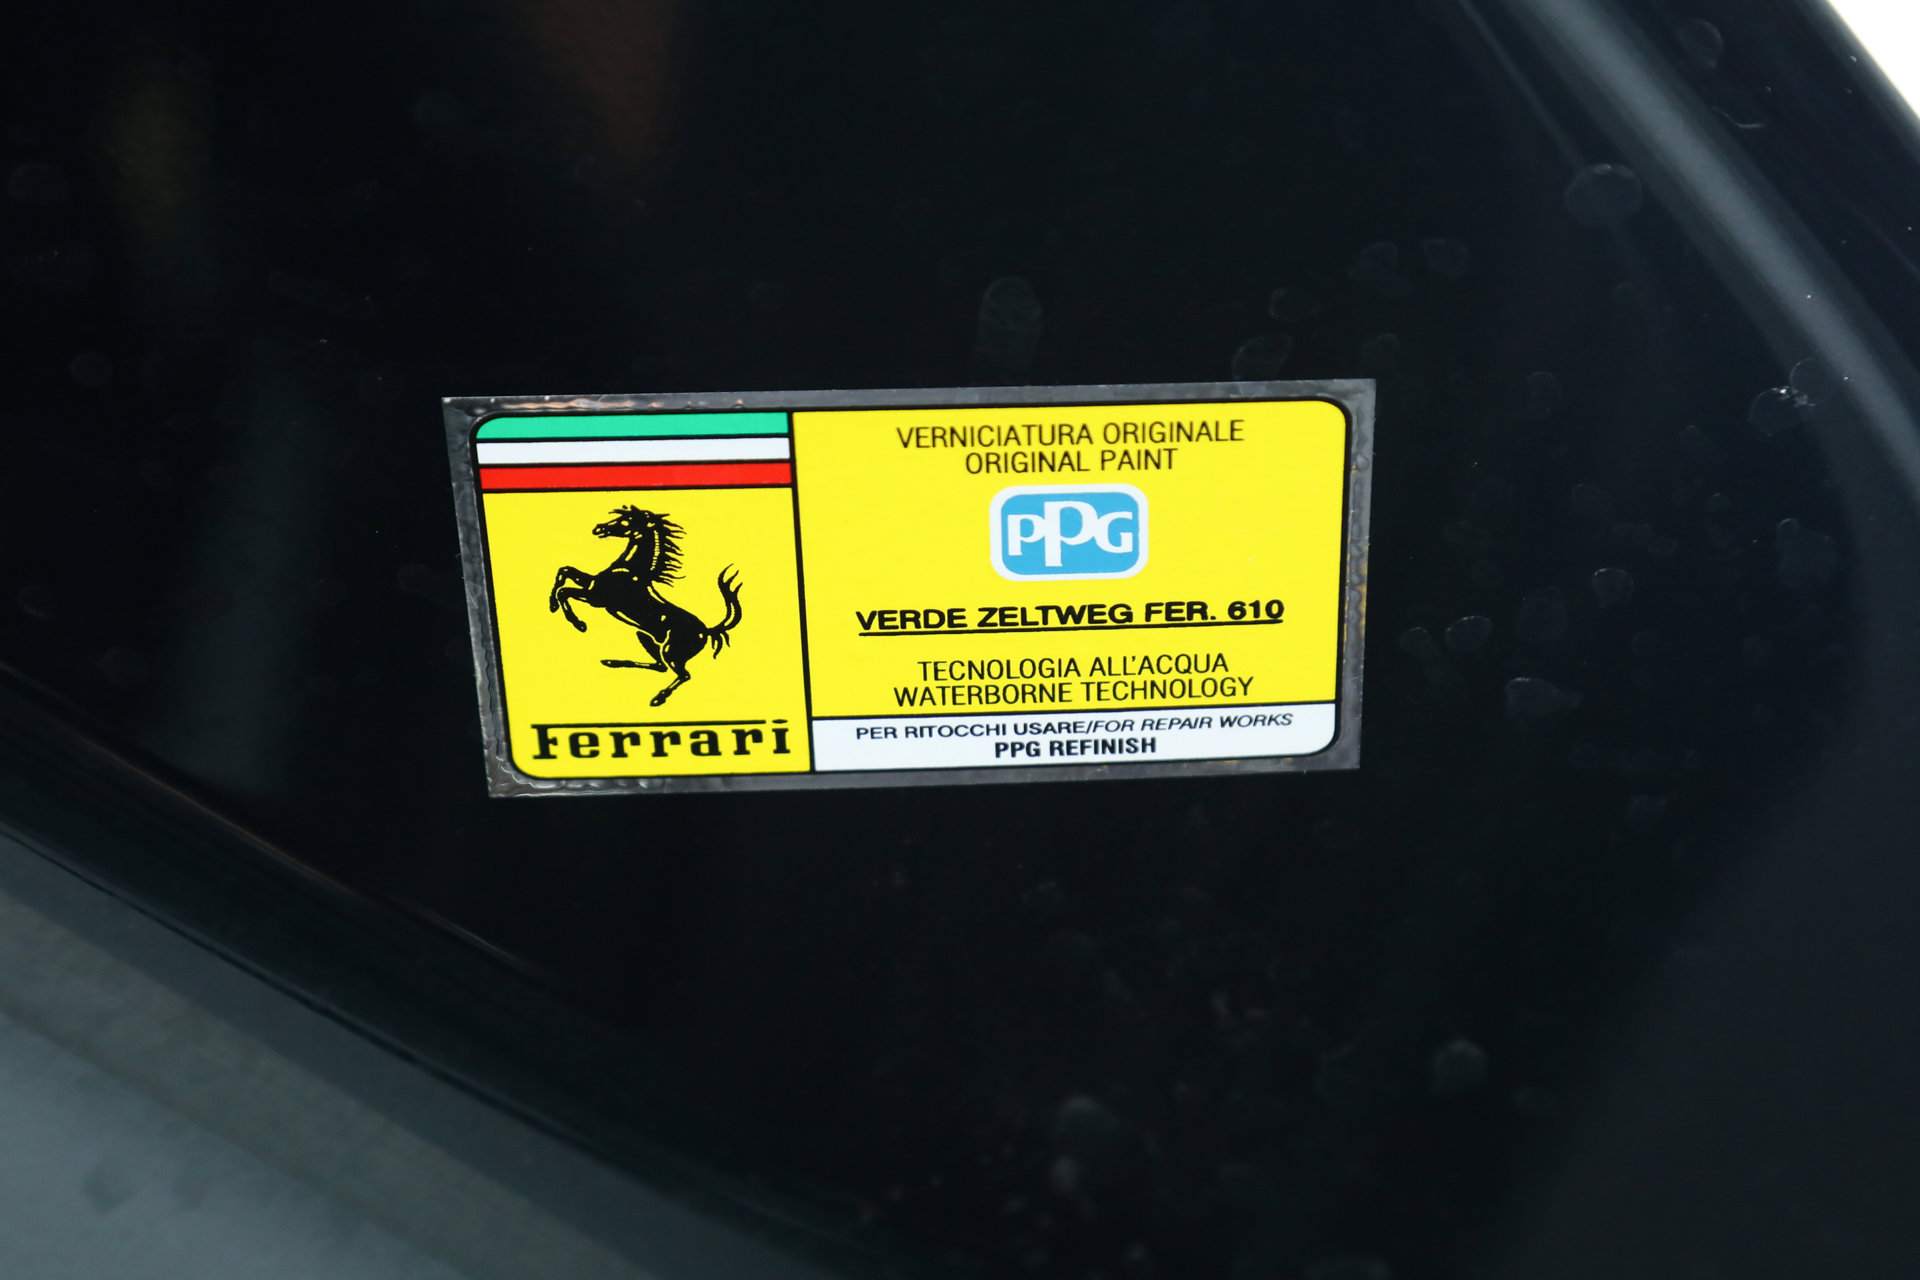 VERNICIATURA ORIGINALE
ORIGINAL PAINT
PPG
VERDE ZELTWEG FER. 610
TECNOLOGIA ALL'ACQUA
WATERBORNE TECHNOLOGY
Ferrari
PER RITOCCHI USARE/FOR REPAIR WORKS
PPG REFINISH